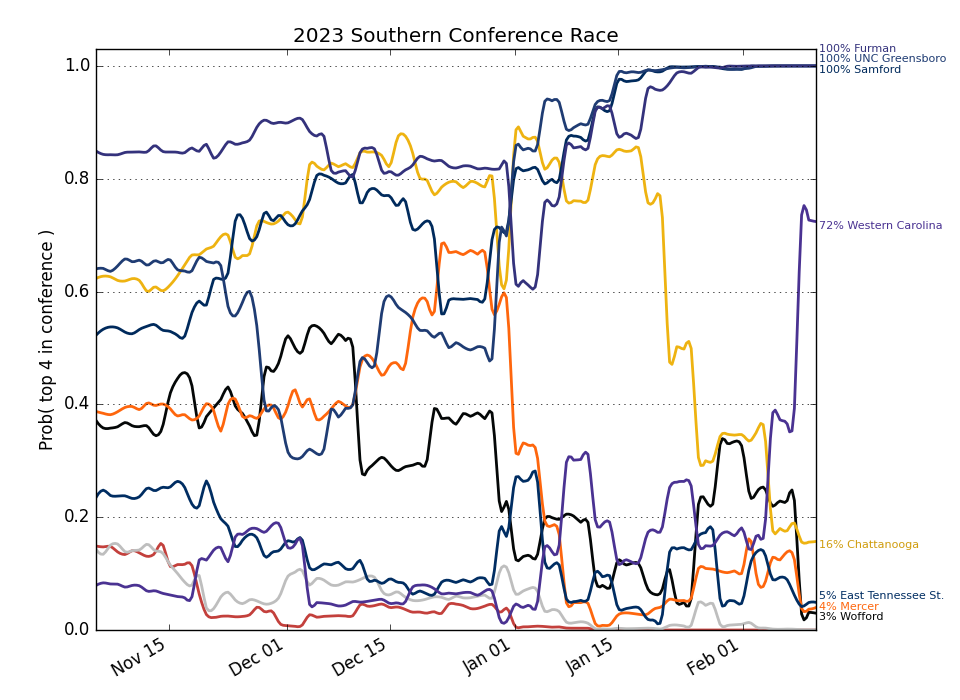 2023 Southern Conference Race
Prob( top 4 in conference )
1.0
0.8
0.6
0.4
0.2
0.0
Nov 15
Dec 01
Dec 15
Jan 01
Jan 15
Feb 01
100% Furman
100% UNC Greensboro
100% Samford
72% Western Carolina
16% Chattanooga
5% East Tennessee St.
4% Mercer
3% Wofford